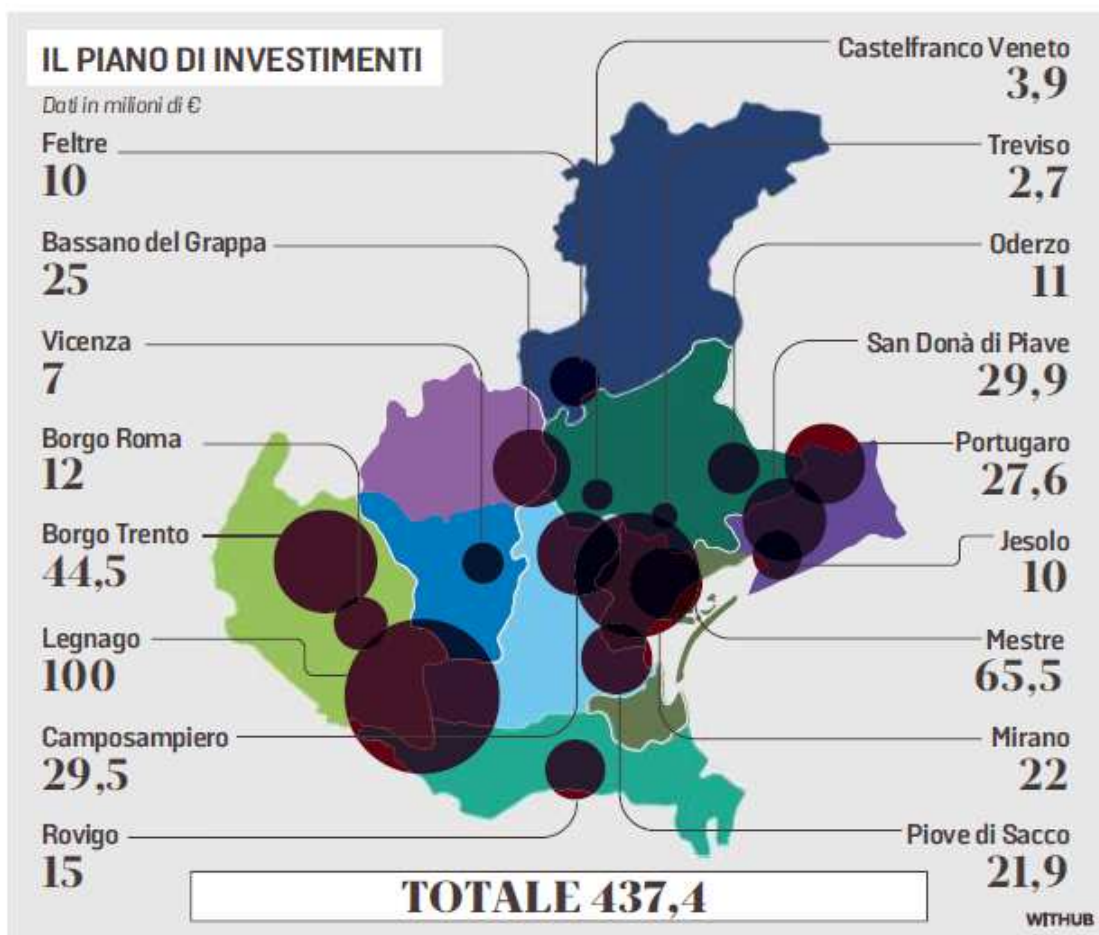 IL PIANO DI INVESTIMENTI
Dati in milioni di €
Feltre
10
Bassano del Grappa
25
Vicenza
7
Borgo Roma
12
Borgo Trento
44,5
Legnago
100
Camposampiero
29,5
Rovigo
15
Castelfranco Veneto
3,9
Treviso
2,7
Oderzo
11
San Donà di Piave
29,9
Portugaro
27,6
Jesolo
10
Mestre
65,5
Mirano
22
Piove di Sacco
21,9
TOTALE 437,4
WITHUB